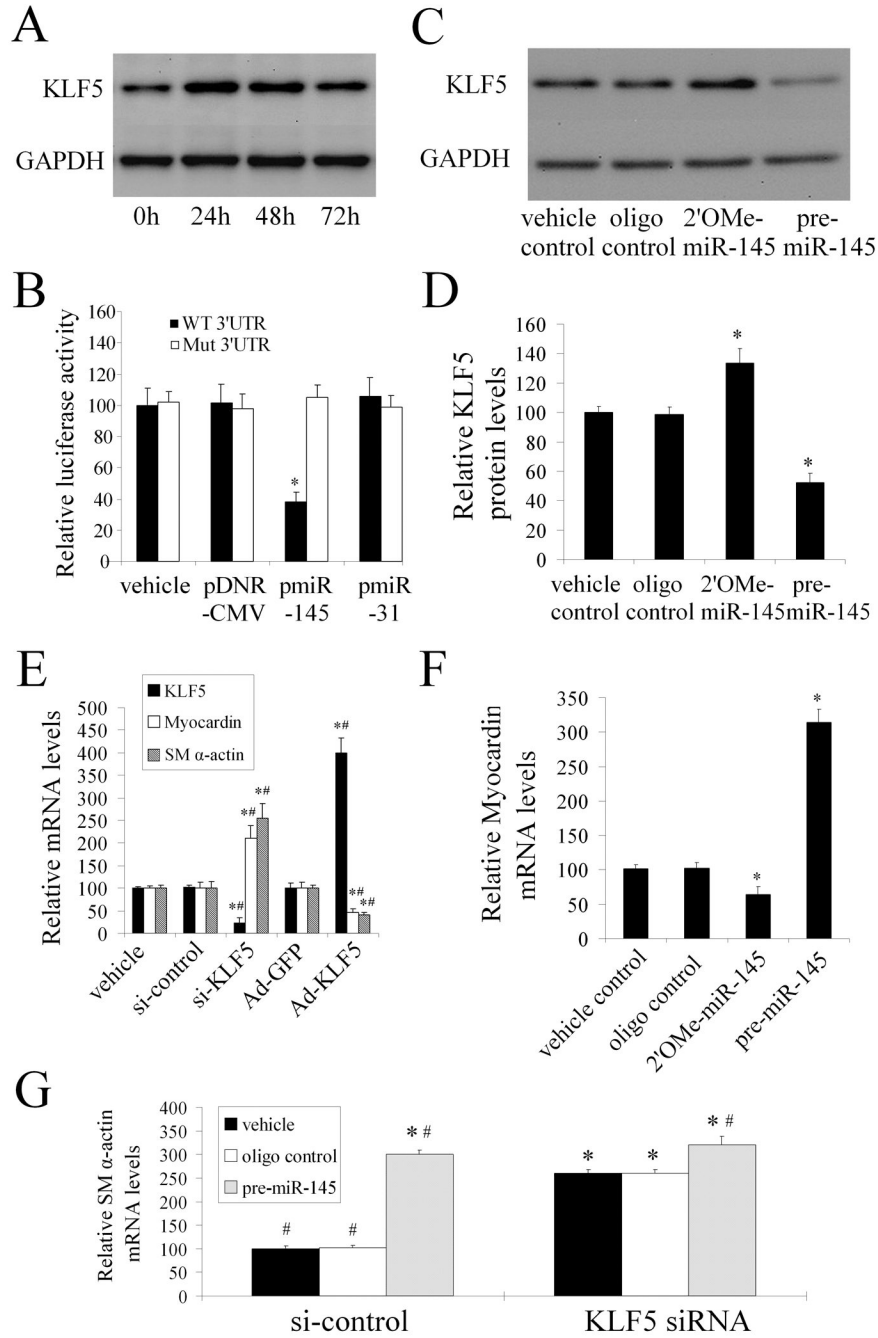 A
KLF5
GAPDH
0h 24h 48h 72h
C
KLF5
GAPDH
vehicle control
oligo control
2'OMe-miR-145
pre-miR-145
B
Relative luciferase activity
160
140
120
100
80
60
40
20
0
WT 3'UTR
Mut 3'UTR
*
vehicle
pDNR-CMV
pmiR-145
pmiR-31
D
Relative KLF5 protein levels
160
140
120
100
80
60
40
20
0
*
*
vehicle control
oligo control
2'OMe-miR-145
pre-miR-145
E
Relative mRNA levels
500
450
400
350
300
250
200
150
100
50
0
KLF5
Myocardin
SM α-actin
*#
*#
*#
*#
*#
*#
vehicle
si-control
si-KLF5
Ad-GFP
Ad-KLF5
F
Relative Myocardin mRNA levels
350
300
250
200
150
100
50
0
*
*
vehicle control
oligo control
2'OMe-miR-145
pre-miR-145
G
Relative SM α-actin mRNA levels
400
350
300
250
200
150
100
50
0
vehicle
oligo control
pre-miR-145
#
#
* #
*
*
* #
si-control
KLF5 siRNA